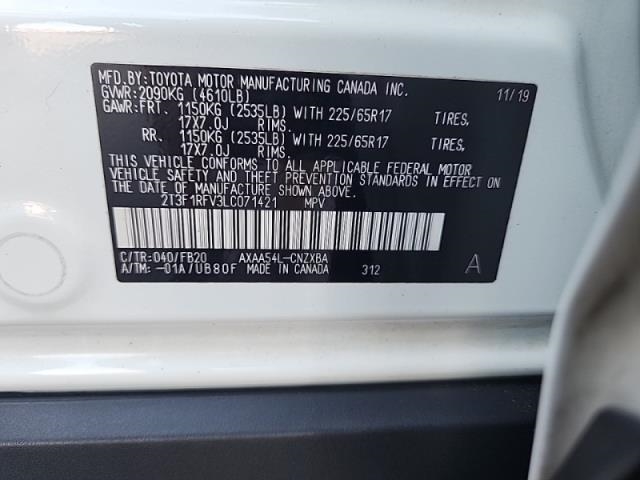 MFD.BY:TOYOTA MOTOR MANUFACTURING CANADA INC. 11/19
GVWR:2090KG (4610LB)
GAWR:FRT. 1150KG (2535LB) WITH 225/65R17 TIRES,
17X7.0J RIMS.
RR. 1150KG (2535LB) WITH 225/65R17 TIRES,
17X7.0J RIMS.
THIS VEHICLE CONFORMS TO ALL APPLICABLE FEDERAL MOTOR
VEHICLE SAFETY, BUMPER, AND THEFT PREVENTION STANDARDS IN EFFECT
ON THE DATE OF MANUFACTURE SHOWN ABOVE.
2T3F1RFV3LC071421 MPV
C/TR:040/FB20 AXAA54L-CNZXBA
A/TM:-01A/UB80F MADE IN CANADA 312 A